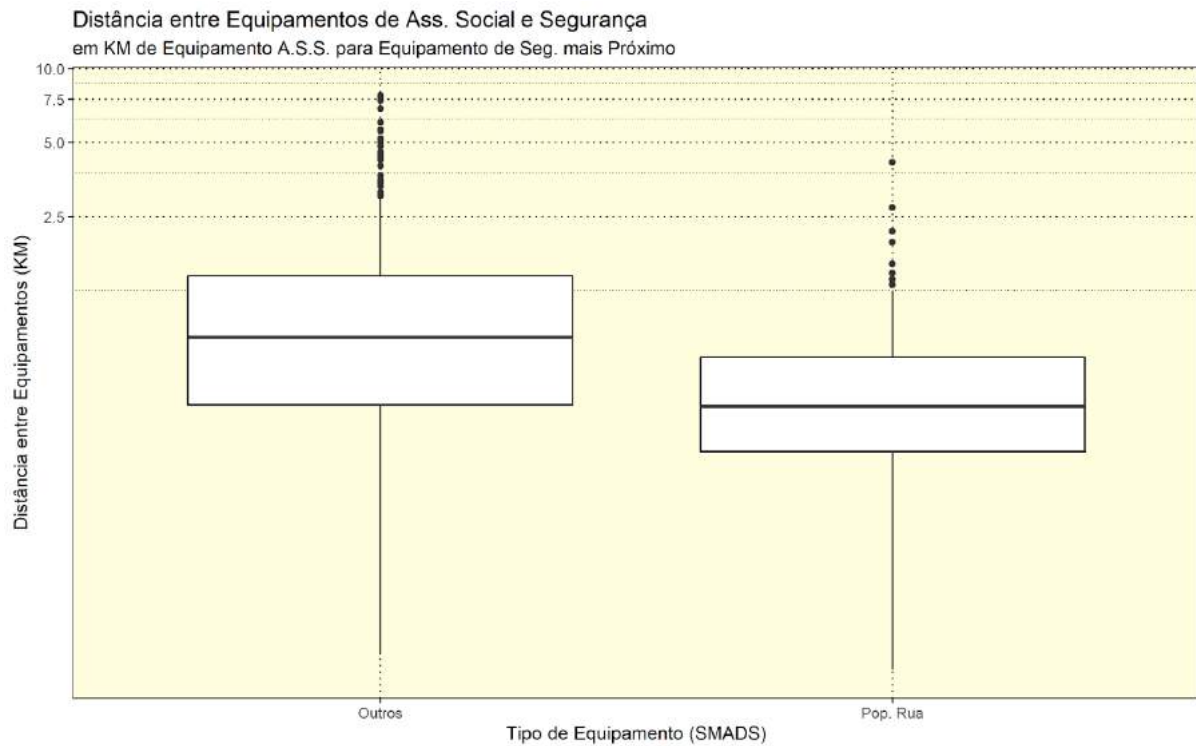 Distância entre Equipamentos de Ass. Social e Segurança
em KM de Equipamento A.S.S. para Equipamento de Seg. mais Próximo
10.0
7.5
5.0
2.5
Distância entre Equipamentos (KM)
Outros
Pop. Rua
Tipo de Equipamento (SMADS)